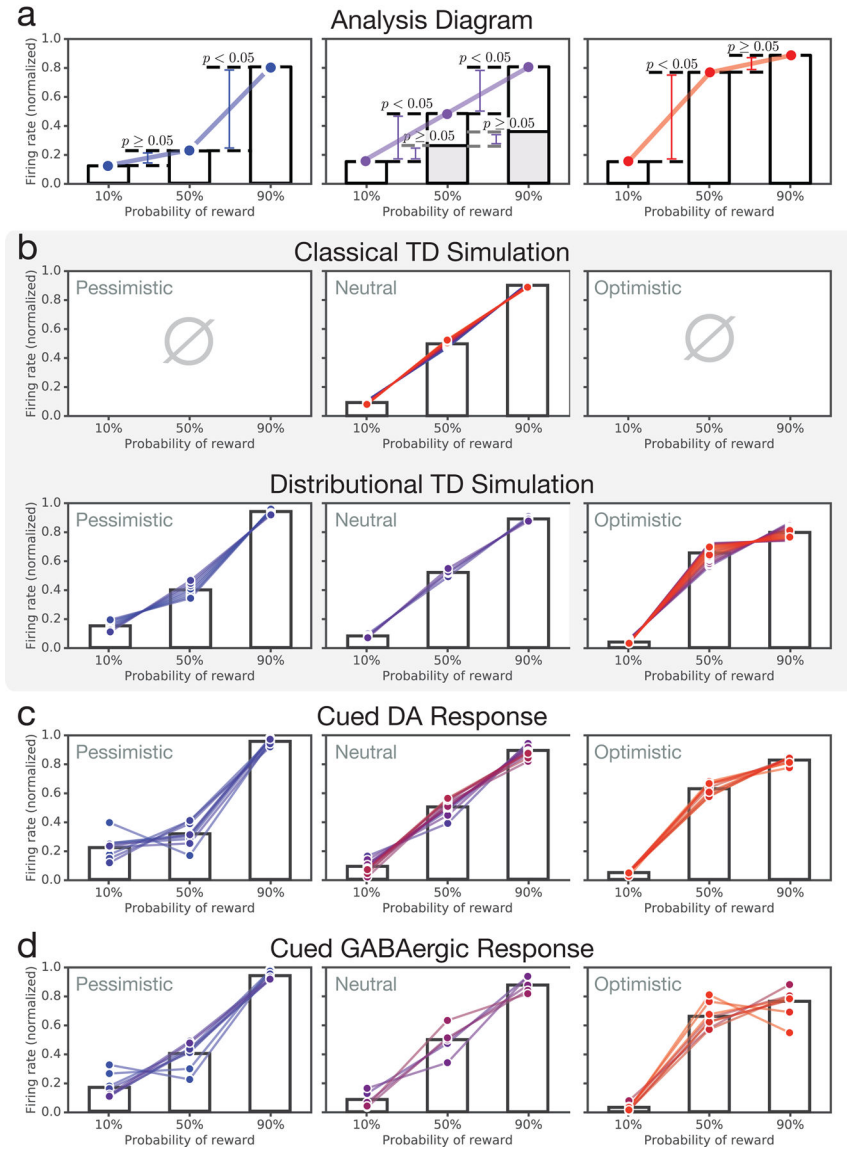 a
Analysis Diagram
Firing rate (normalized)
1.0
0.8
0.6
0.4
0.2
0.0
p ≥ 0.05
p < 0.05
10%
50%
90%
Probability of reward
p < 0.05
p < 0.05
p ≥ 0.05
p ≥ 0.05
10%
50%
90%
Probability of reward
p < 0.05
p ≥ 0.05
10%
50%
90%
Probability of reward
b
Classical TD Simulation
Firing rate (normalized)
1.0
0.8
0.6
0.4
0.2
0.0
Pessimistic
∅
10%
50%
90%
Probability of reward
Neutral
10%
50%
90%
Probability of reward
Optimistic
∅
10%
50%
90%
Probability of reward
Distributional TD Simulation
Firing rate (normalized)
1.0
0.8
0.6
0.4
0.2
0.0
Pessimistic
10%
50%
90%
Probability of reward
Neutral
10%
50%
90%
Probability of reward
Optimistic
10%
50%
90%
Probability of reward
c
Cued DA Response
Firing rate (normalized)
1.0
0.8
0.6
0.4
0.2
0.0
Pessimistic
10%
50%
90%
Probability of reward
Neutral
10%
50%
90%
Probability of reward
Optimistic
10%
50%
90%
Probability of reward
d
Cued GABAergic Response
Firing rate (normalized)
1.0
0.8
0.6
0.4
0.2
0.0
Pessimistic
10%
50%
90%
Probability of reward
Neutral
10%
50%
90%
Probability of reward
Optimistic
10%
50%
90%
Probability of reward